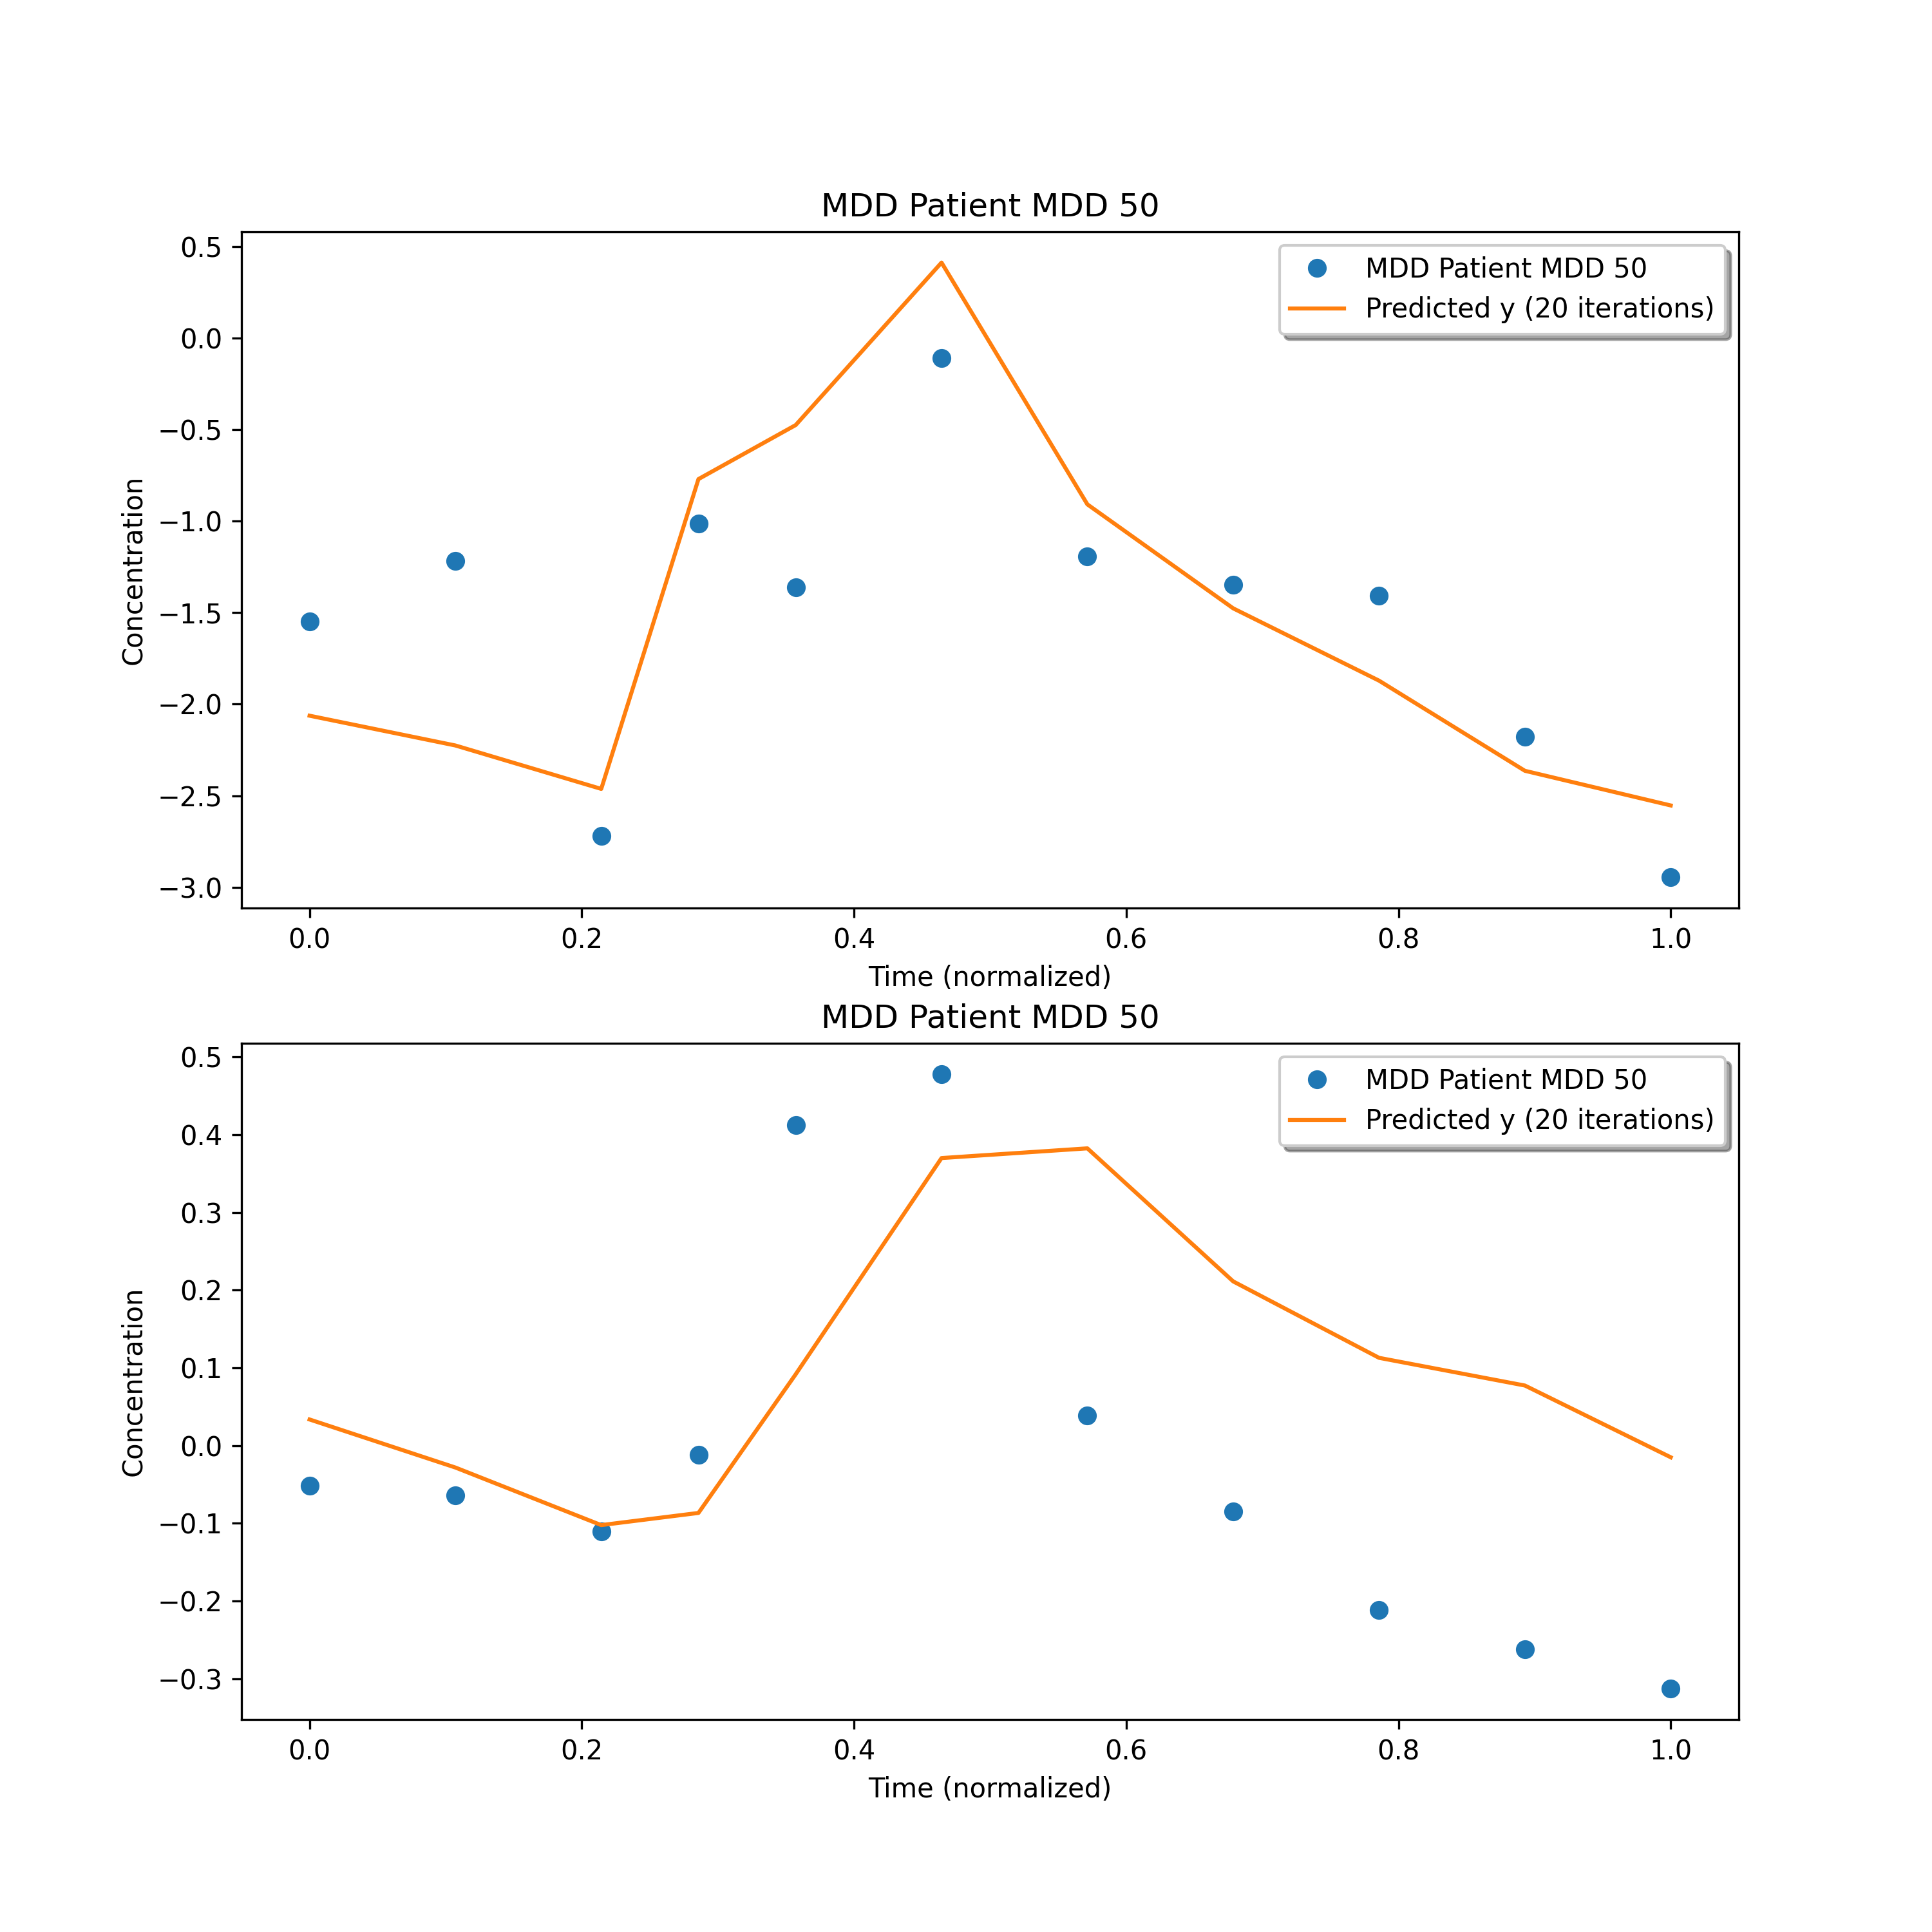 MDD Patient MDD 50
0.5
0.0
−0.5
−1.0
−1.5
−2.0
−2.5
−3.0
Concentration
MDD Patient MDD 50
Predicted y (20 iterations)
0.0 0.2 0.4 0.6 0.8 1.0
Time (normalized)
MDD Patient MDD 50
0.5
0.4
0.3
0.2
0.1
0.0
−0.1
−0.2
−0.3
Concentration
MDD Patient MDD 50
Predicted y (20 iterations)
0.0 0.2 0.4 0.6 0.8 1.0
Time (normalized)